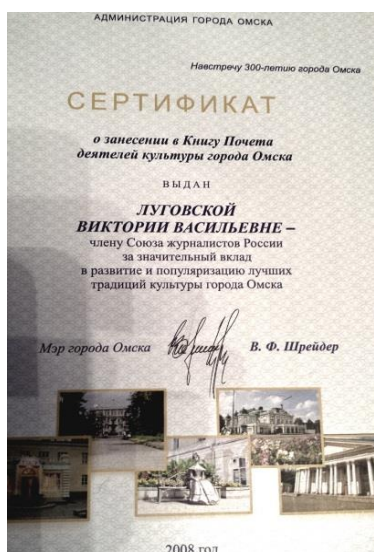 АДМИНИСТРАЦИЯ ГОРОДА ОМСКА
Навстречу 300-летию города Омска
СЕРТИФИКАТ
о занесении в Книгу Почета
деятелей культуры города Омска
ВЫДАН
ЛУГОВСКОЙ
ВИКТОРИИ ВАСИЛЬЕВНЕ –
члену Союза журналистов России
за значительный вклад
в развитие и популяризацию лучших
традиций культуры города Омска
Мэр города Омска В. Ф. Шрейдер
2008 год